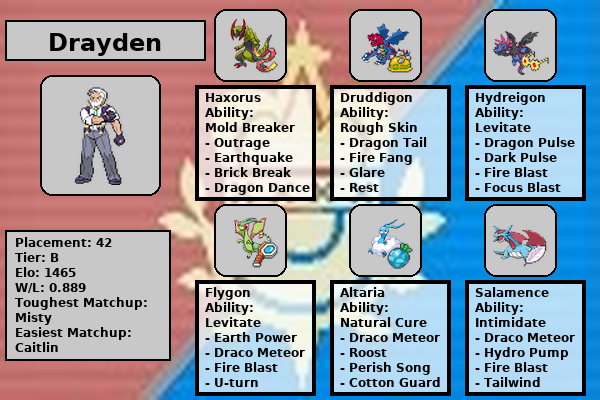 Drayden
Placement: 42
Tier: B
Elo: 1465
W/L: 0.889
Toughest Matchup:
Misty
Easiest Matchup:
Caitlin
Haxorus
Ability:
Mold Breaker
- Outrage
- Earthquake
- Brick Break
- Dragon Dance
Druddigon
Ability:
Rough Skin
- Dragon Tail
- Fire Fang
- Glare
- Rest
Hydreigon
Ability:
Levitate
- Dragon Pulse
- Dark Pulse
- Fire Blast
- Focus Blast
Flygon
Ability:
Levitate
- Earth Power
- Draco Meteor
- Fire Blast
- U-turn
Altaria
Ability:
Natural Cure
- Draco Meteor
- Roost
- Perish Song
- Cotton Guard
Salamence
Ability:
Intimidate
- Draco Meteor
- Hydro Pump
- Fire Blast
- Tailwind